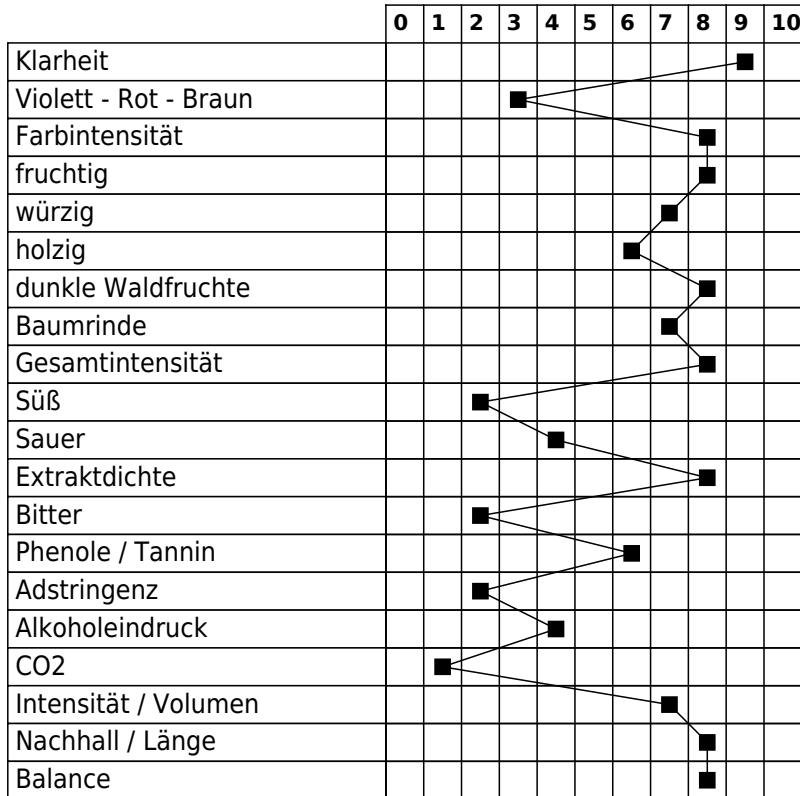 0 1 2 3 4 5 6 7 8 9 10
Klarheit
Violett - Rot - Braun
Farbintensität
fruchtig
würzig
holzig
dunkle Waldfruchte
Baumrinde
Gesamtintensität
Süß
Sauer
Extraktdichte
Bitter
Phenole / Tannin
Adstringenz
Alkoholeindruck
CO2
Intensität / Volumen
Nachhall / Länge
Balance